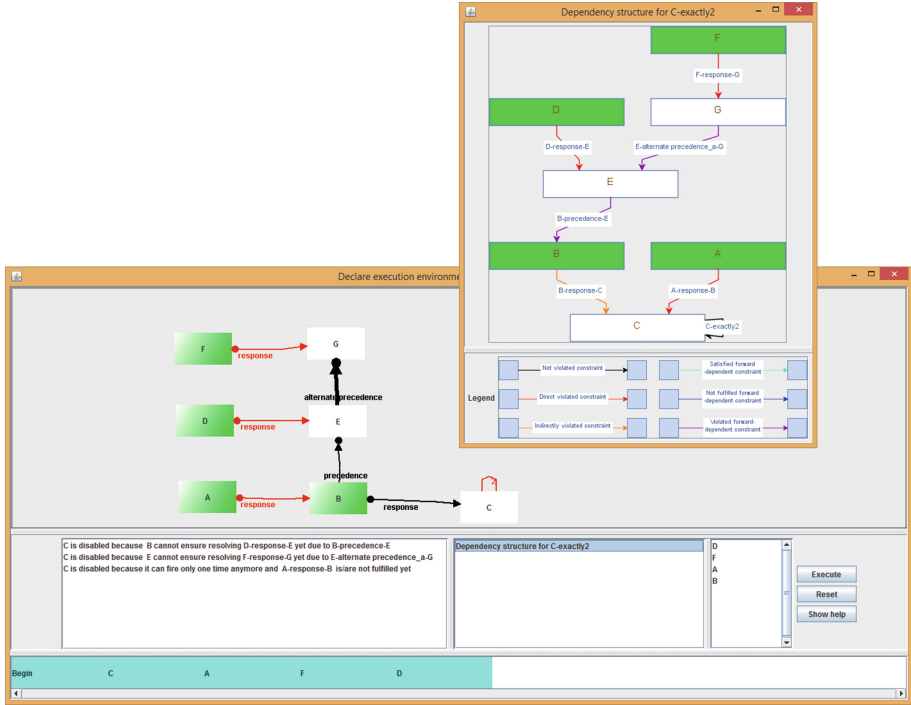 Dependency structure for C-exactly2
F
F-response-G
D
G
D-response-E
E-alternate precedence_a-G
E
B-precedence-E
B
A
B-response-C
A-response-B
C
C-exactly2
Legend
Not violated constraint
Satisfied forward
-dependent constraint
Direct violated constraint
Not fulfilled forward
-dependent constraint
Indirectly violated constraint
Violated forward-
dependent constraint
Declare execution environme
F
response
G
alternate precedence
D
response
E
precedence
A
response
B
response
2
C
C is disabled because B cannot ensure resolving D-response-E yet due to B-precedence-E
C is disabled because E cannot ensure resolving F-response-G yet due to E-alternate precedence_a-G
C is disabled because it can fire only one time anymore and A-response-B is/are not fulfilled yet
Dependency structure for C-exactly2
D
F
A
B
Execute
Reset
Show help
Begin C A F D